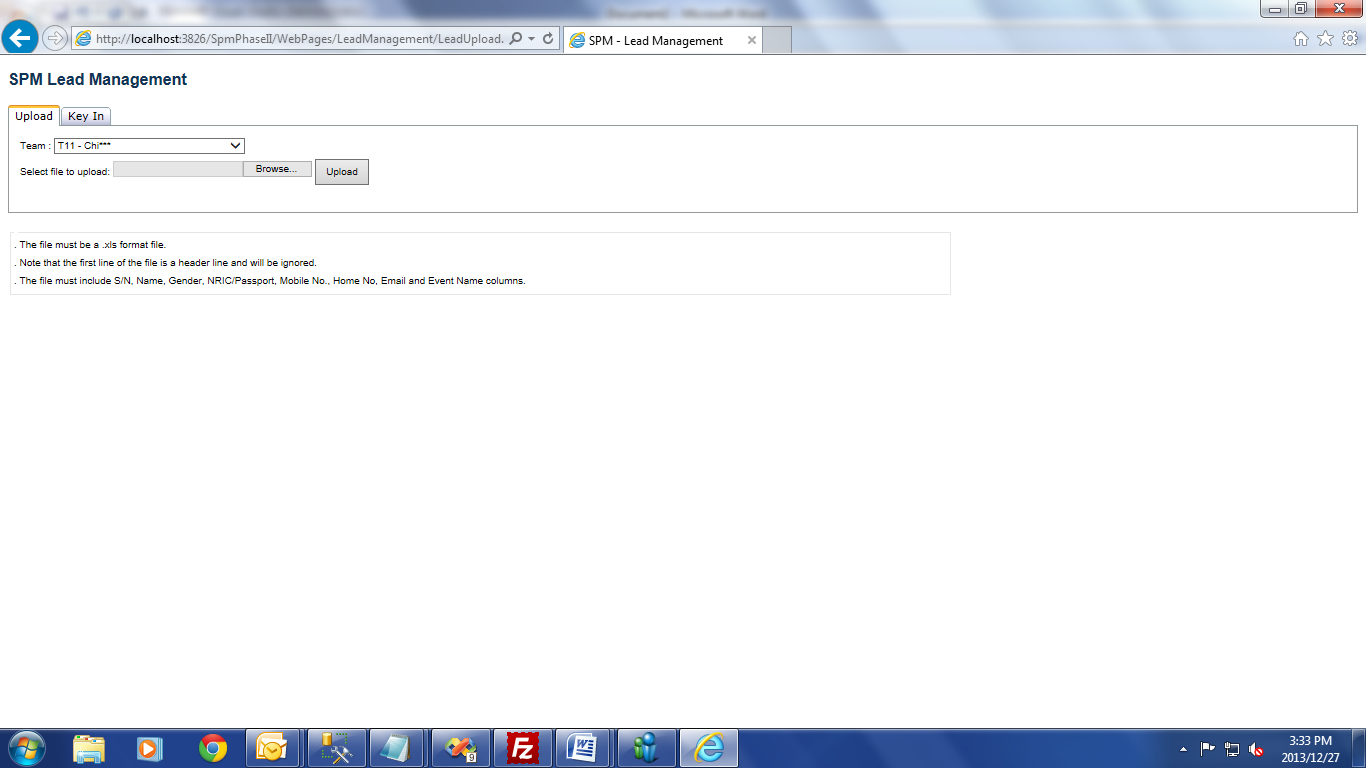 http://localhost:3826/SpmPhaseII/WebPages/LeadManagement/LeadUpload.
SPM - Lead Management
SPM Lead Management
Upload
Key In
Team : T11 - Chi***
Select file to upload: Browse... Upload
. The file must be a .xls format file.
. Note that the first line of the file is a header line and will be ignored.
. The file must include S/N, Name, Gender, NRIC/Passport, Mobile No., Home No, Email and Event Name columns.
9
Fz
W
3:33 PM
2013/12/27